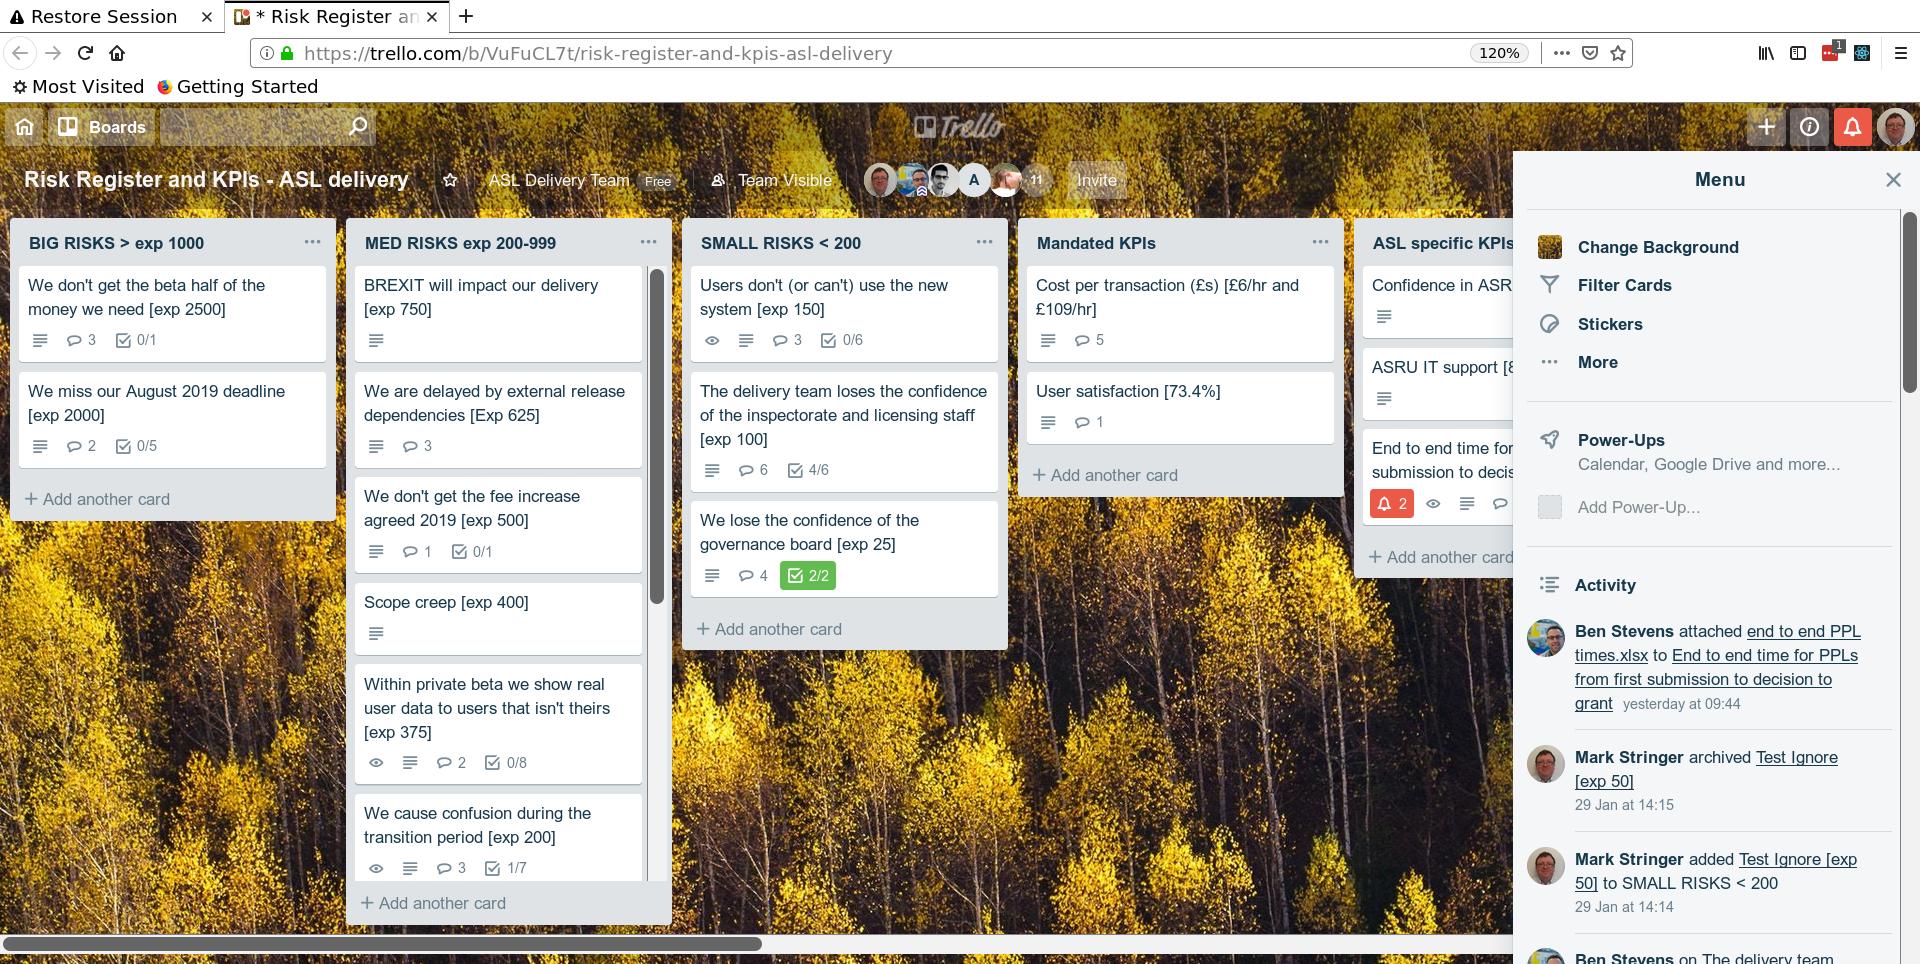 Restore Session
* Risk Register an
https://trello.com/b/VuFuCL7t/risk-register-and-kpis-asl-delivery
120%
1
Most Visited
Getting Started
Boards
Trello
Risk Register and KPIs - ASL delivery
ASL Delivery Team
Free
Team Visible
A
11
Invite
BIG RISKS > exp 1000
We don't get the beta half of the
money we need [exp 2500]
3
0/1
We miss our August 2019 deadline
[exp 2000]
2
0/5
+ Add another card
MED RISKS exp 200-999
BREXIT will impact our delivery
[exp 750]
We are delayed by external release
dependencies [Exp 625]
3
We don't get the fee increase
agreed 2019 [exp 500]
1
0/1
Scope creep [exp 400]
Within private beta we show real
user data to users that isn't theirs
[exp 375]
2
0/8
We cause confusion during the
transition period [exp 200]
3
1/7
+ Add another card
SMALL RISKS < 200
Users don't (or can't) use the new
system [exp 150]
3
0/6
The delivery team loses the confidence
of the inspectorate and licensing staff
[exp 100]
6
4/6
We lose the confidence of the
governance board [exp 25]
4
2/2
+ Add another card
Mandated KPIs
Cost per transaction (£s) [£6/hr and
£109/hr]
5
User satisfaction [73.4%]
1
+ Add another card
ASL specific KPIs
Confidence in ASR
ASRU IT support [
End to end time for
submission to decis
2
+ Add another card
Menu
Change Background
Filter Cards
Stickers
More
Power-Ups
Calendar, Google Drive and more...
Add Power-Up...
Activity
Ben Stevens attached end to end PPL
times.xlsx to End to end time for PPLs
from first submission to decision to
grant yesterday at 09:44
Mark Stringer archived Test Ignore
[exp 50]
29 Jan at 14:15
Mark Stringer added Test Ignore [exp
50] to SMALL RISKS < 200
29 Jan at 14:14
Ben Stevens on The delivery team